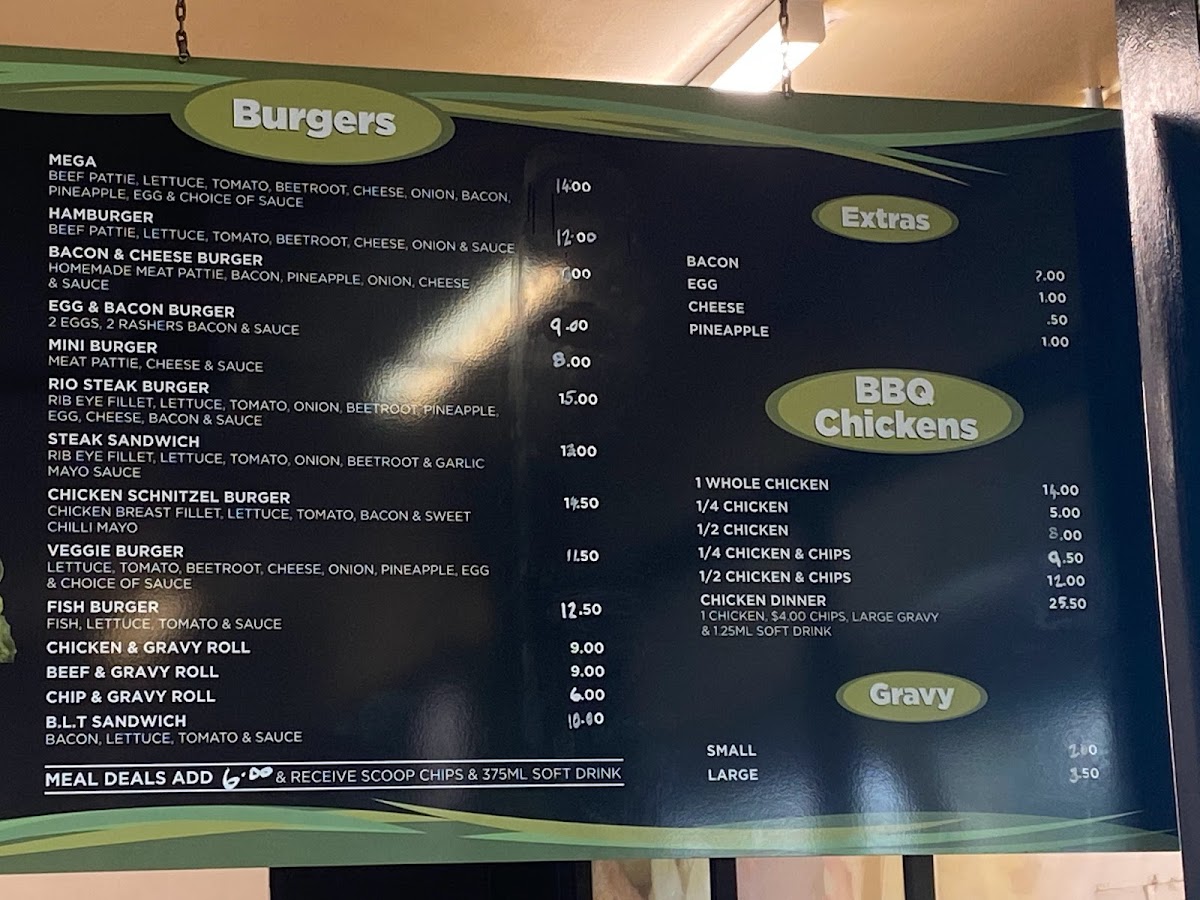 Burgers
MEGA
BEEF PATTIE, LETTUCE, TOMATO, BEETROOT, CHEESE, ONION, BACON,
PINEAPPLE, EGG & CHOICE OF SAUCE
14.00
HAMBURGER
BEEF PATTIE, LETTUCE, TOMATO, BEETROOT, CHEESE, ONION & SAUCE
12.00
BACON & CHEESE BURGER
HOMEMADE MEAT PATTIE, BACON, PINEAPPLE, ONION, CHEESE
& SAUCE
EGG & BACON BURGER
2 EGGS, 2 RASHERS BACON & SAUCE
9.00
MINI BURGER
MEAT PATTIE, CHEESE & SAUCE
8.00
RIO STEAK BURGER
RIB EYE FILLET, LETTUCE, TOMATO, ONION, BEETROOT, PINEAPPLE,
EGG, CHEESE, BACON & SAUCE
15.00
STEAK SANDWICH
RIB EYE FILLET, LETTUCE, TOMATO, ONION, BEETROOT & GARLIC
MAYO SAUCE
CHICKEN SCHNITZEL BURGER
CHICKEN BREAST FILLET, LETTUCE, TOMATO, BACON & SWEET
CHILLI MAYO
VEGGIE BURGER
LETTUCE, TOMATO, BEETROOT, CHEESE, ONION, PINEAPPLE, EGG
& CHOICE OF SAUCE
11.50
FISH BURGER
FISH, LETTUCE, TOMATO & SAUCE
12.50
CHICKEN & GRAVY ROLL 9.00
BEEF & GRAVY ROLL 9.00
CHIP & GRAVY ROLL 6.00
B.L.T SANDWICH
BACON, LETTUCE, TOMATO & SAUCE
10.00
MEAL DEALS ADD 6.00 & RECEIVE SCOOP CHIPS & 375ML SOFT DRINK
Extras
BACON
EGG 1.00
CHEESE .50
PINEAPPLE 1.00
BBQ
Chickens
1 WHOLE CHICKEN
1/4 CHICKEN 5.00
1/2 CHICKEN 8.00
1/4 CHICKEN & CHIPS 9.50
1/2 CHICKEN & CHIPS 12.00
CHICKEN DINNER 25.50
1 CHICKEN, $4.00 CHIPS, LARGE GRAVY
& 1.25ML SOFT DRINK
Gravy
SMALL
LARGE